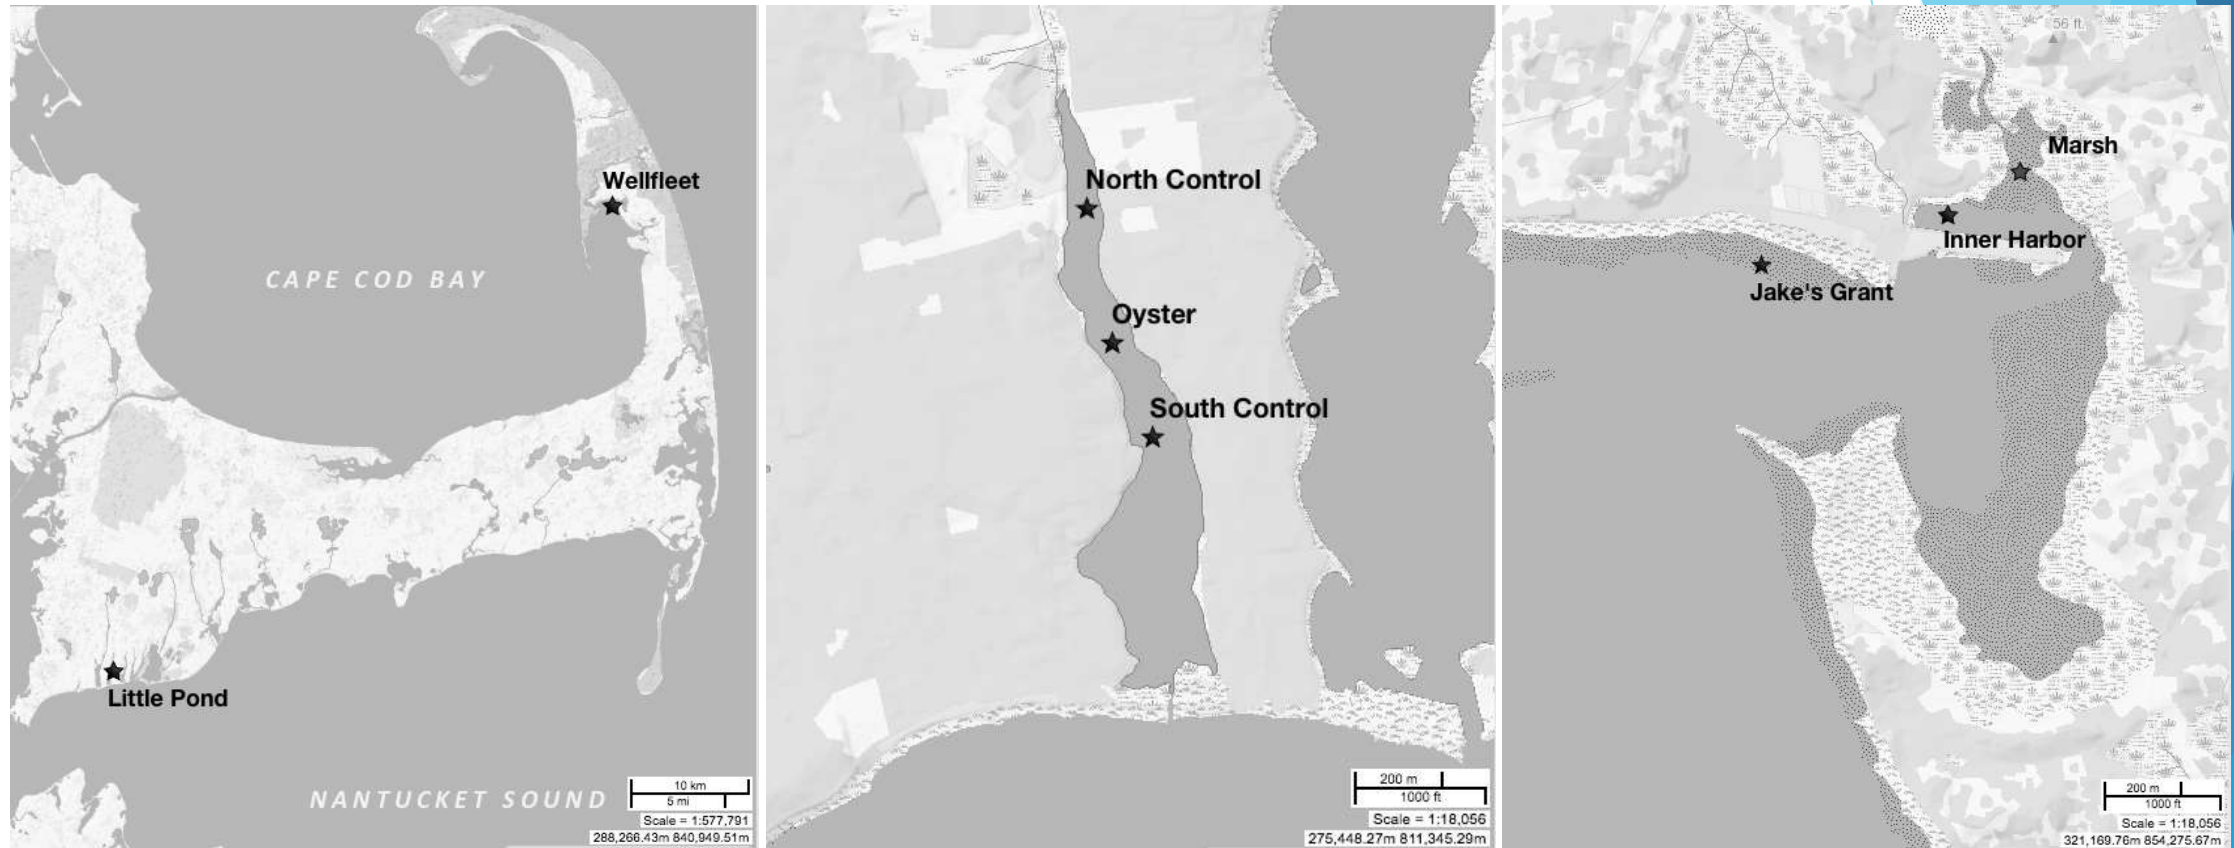 Wellfleet
CAPE COD BAY
Little Pond
NANTUCKET SOUND
10 km
5 mi
Scale = 1:577,791
288,266.43m 840,949.51m
North Control
Oyster
South Control
200 m
1000 ft
Scale = 1:18,056
275,448.27m 811,345.29m
56 ft.
Marsh
Inner Harbor
Jake's Grant
200 m
1000 ft
Scale = 1:18,056
321,169.76m 854,275.67m